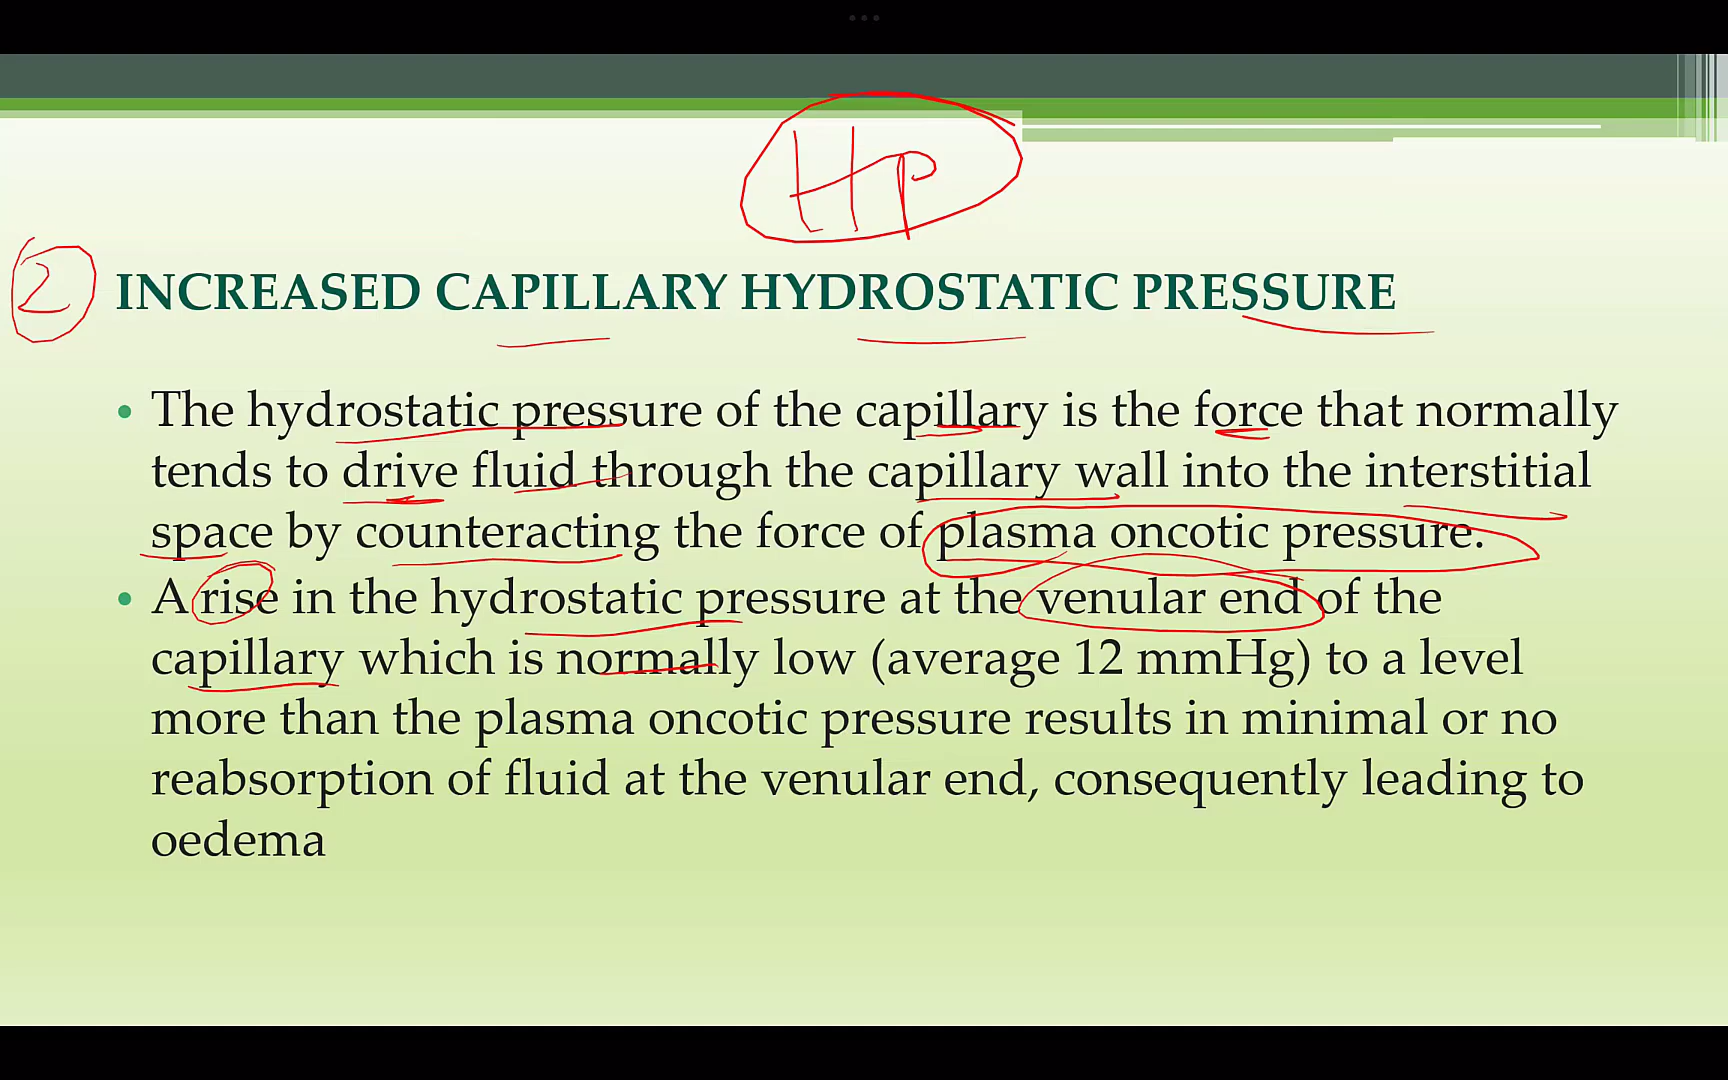 HP
2 INCREASED CAPILLARY HYDROSTATIC PRESSURE
• The hydrostatic pressure of the capillary is the force that normally
tends to drive fluid through the capillary wall into the interstitial
space by counteracting the force of plasma oncotic pressure.
• A rise in the hydrostatic pressure at the venular end of the
capillary which is normally low (average 12 mmHg) to a level
more than the plasma oncotic pressure results in minimal or no
reabsorption of fluid at the venular end, consequently leading to
oedema